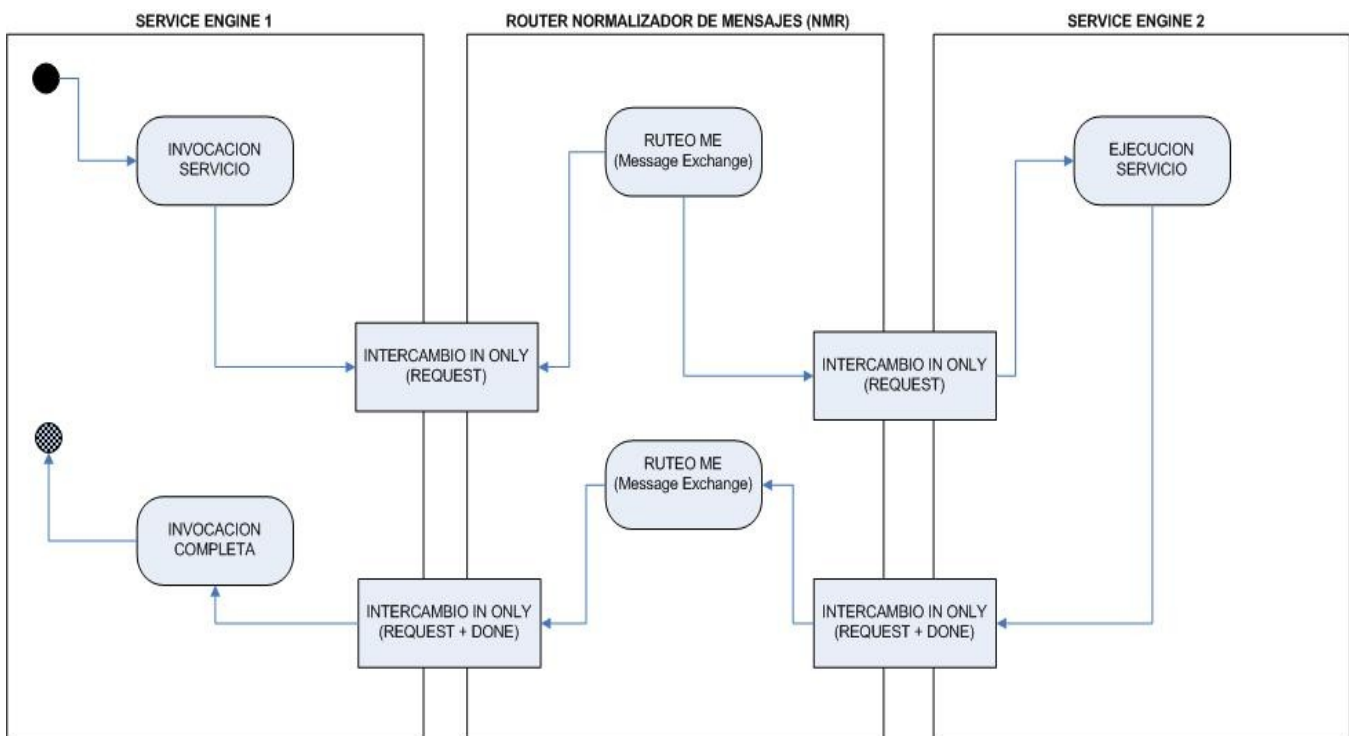 SERVICE ENGINE 1
ROUTER NORMALIZADOR DE MENSAJES (NMR)
SERVICE ENGINE 2
INVOCACION
SERVICIO
RUTEO ME
(Message Exchange)
EJECUCION
SERVICIO
INTERCAMBIO IN ONLY
(REQUEST)
INTERCAMBIO IN ONLY
(REQUEST)
RUTEO ME
(Message Exchange)
INVOCACION
COMPLETA
INTERCAMBIO IN ONLY
(REQUEST + DONE)
INTERCAMBIO IN ONLY
(REQUEST + DONE)